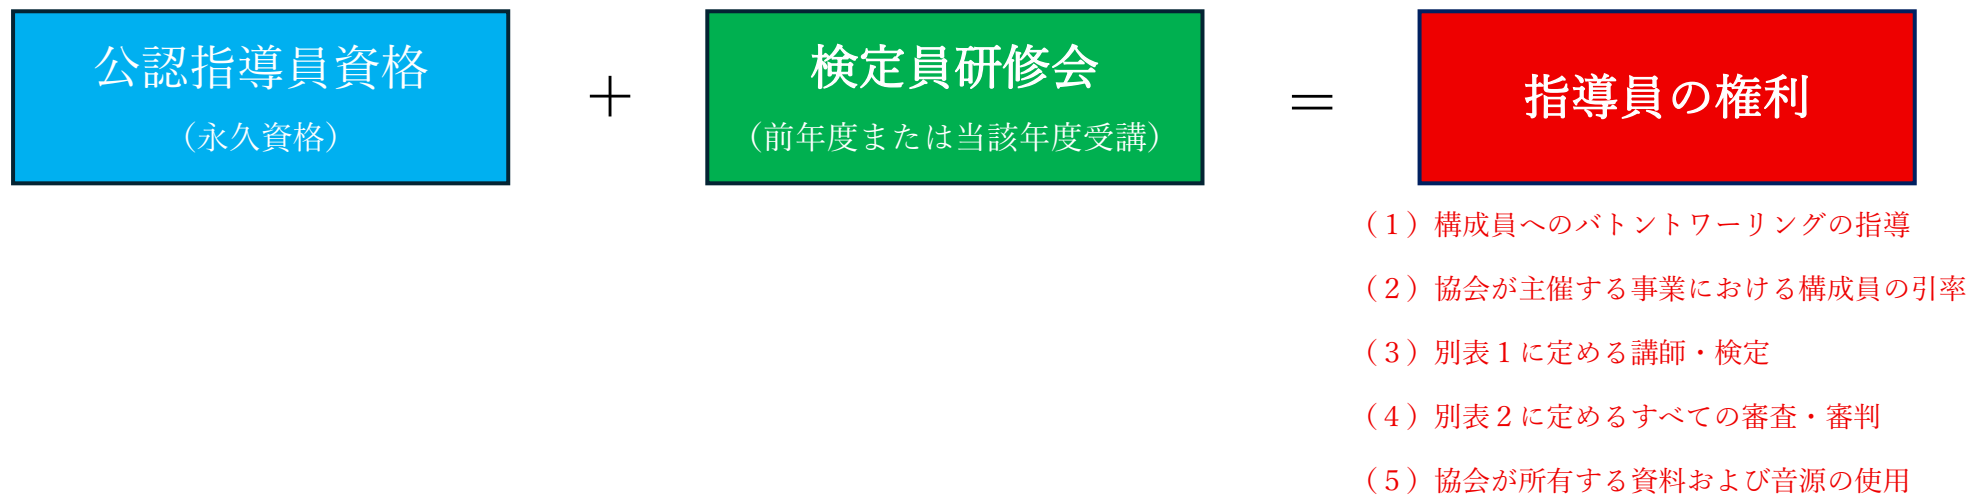 公認指導員資格
（永久資格）
＋
検定員研修会
（前年度または当該年度受講）
＝
指導員の権利
（１）構成員へのバトントワーリングの指導
（２）協会が主催する事業における構成員の引率
（３）別表１に定める講師・検定
（４）別表２に定めるすべての審査・審判
（５）協会が所有する資料および音源の使用